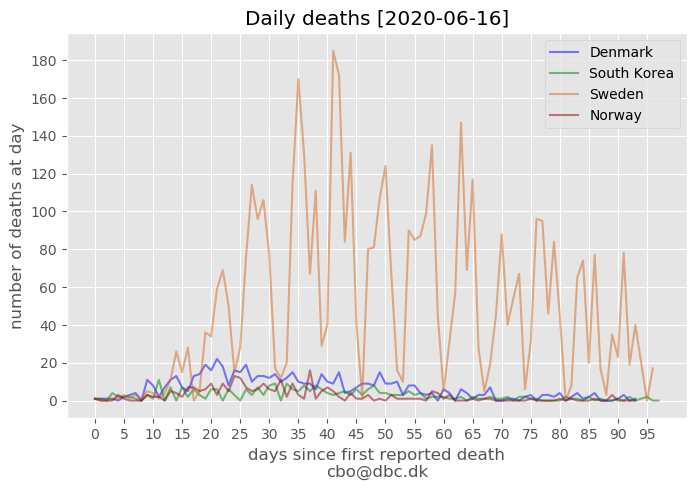 Daily deaths [2020-06-16]
Denmark
South Korea
Sweden
Norway
number of deaths at day
180
160
140
120
100
80
60
40
20
0
0 5 10 15 20 25 30 35 40 45 50 55 60 65 70 75 80 85 90 95
days since first reported death
cbo@dbc.dk